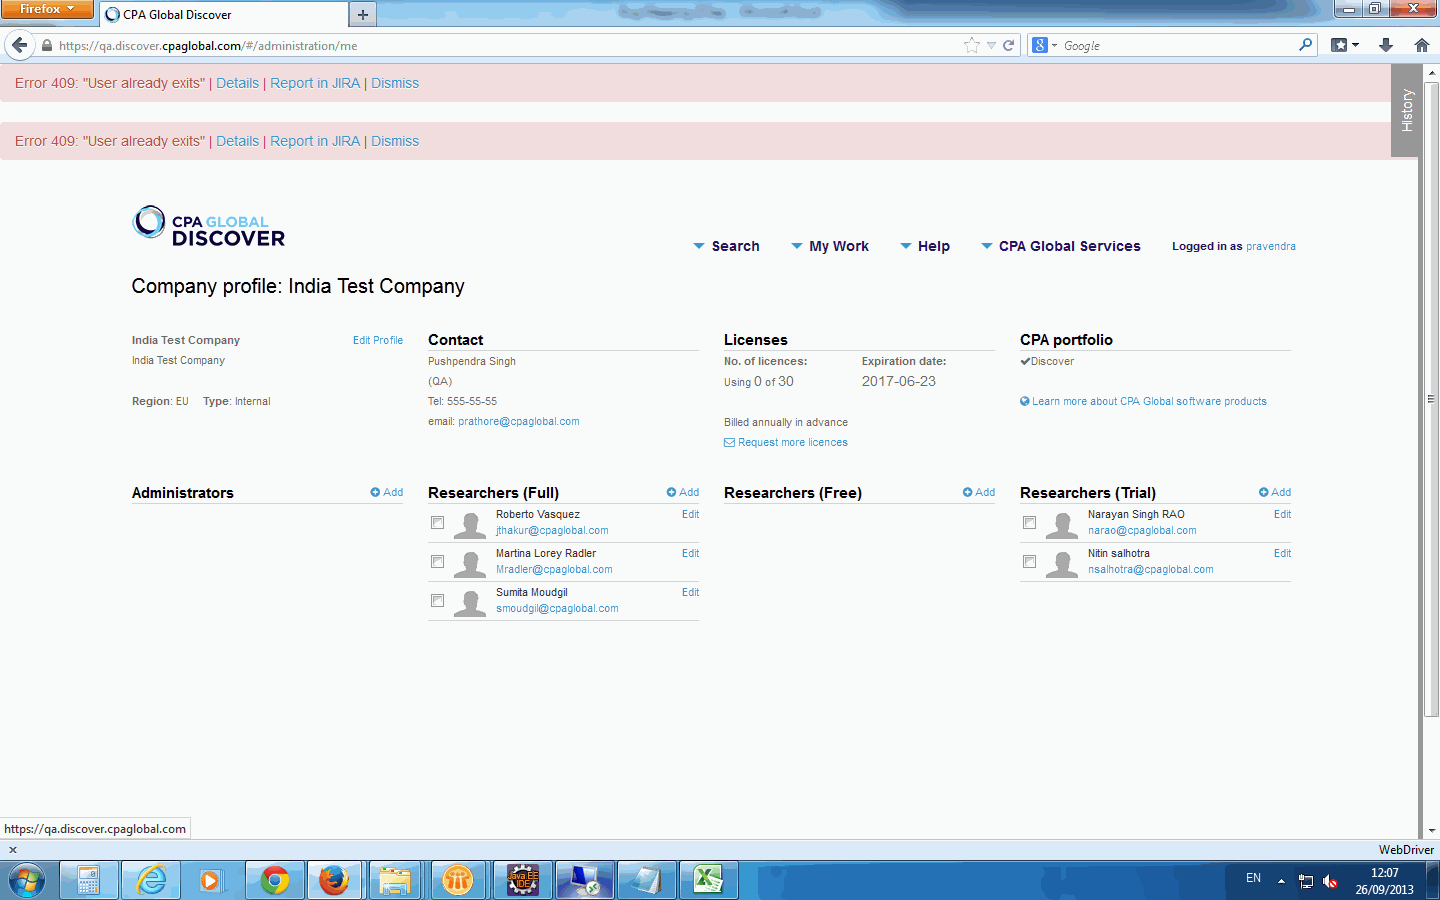 Firefox
CPA Global Discover
https://qa.discover.cpaglobal.com/#/administration/me
Google
Error 409: "User already exits" | Details | Report in JIRA | Dismiss
Error 409: "User already exits" | Details | Report in JIRA | Dismiss
History
CPA GLOBAL
DISCOVER
Search My Work Help CPA Global Services Logged in as pravendra
Company profile: India Test Company
India Test Company Edit Profile
India Test Company
Region: EU Type: Internal
Contact
Pushpendra Singh
(QA)
Tel: 555-55-55
email: prathore@cpaglobal.com
Licenses
No. of licences: Expiration date:
Using 0 of 30 2017-06-23
Billed annually in advance
Request more licences
CPA portfolio
Discover
Learn more about CPA Global software products
Administrators Add
Researchers (Full) Add
Roberto Vasquez Edit
jthakur@cpaglobal.com
Martina Lorey Radler Edit
Mradler@cpaglobal.com
Sumita Moudgil Edit
smoudgil@cpaglobal.com
Researchers (Free) Add
Researchers (Trial) Add
Narayan Singh RAO Edit
narao@cpaglobal.com
Nitin salhotra Edit
nsalhotra@cpaglobal.com
https://qa.discover.cpaglobal.com
WebDriver
Java EE
IDE
EN
12:07
26/09/2013